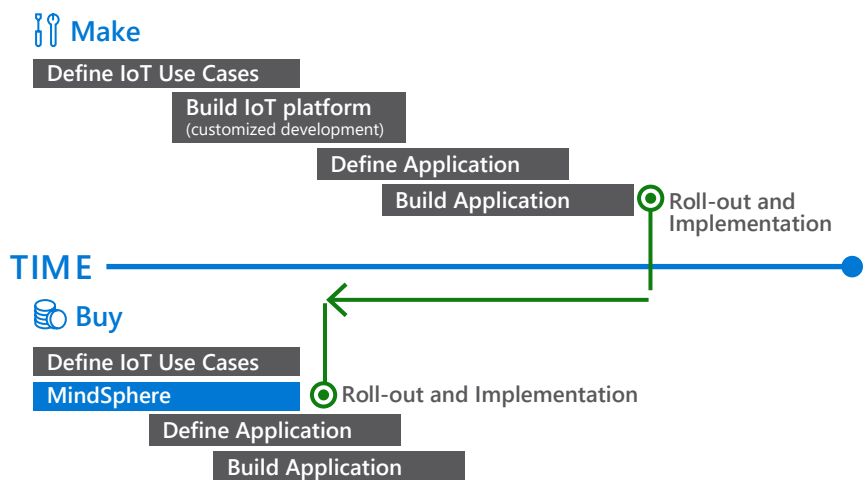 Make
Define IoT Use Cases
Build IoT platform
(customized development)
Define Application
Build Application
Roll-out and
Implementation
TIME
Buy
Define IoT Use Cases
MindSphere
Roll-out and Implementation
Define Application
Build Application